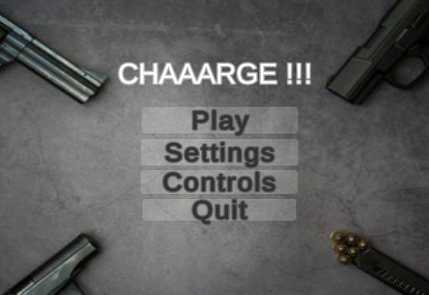 CHAAARGE !!!
Play
Settings
Controls
Quit